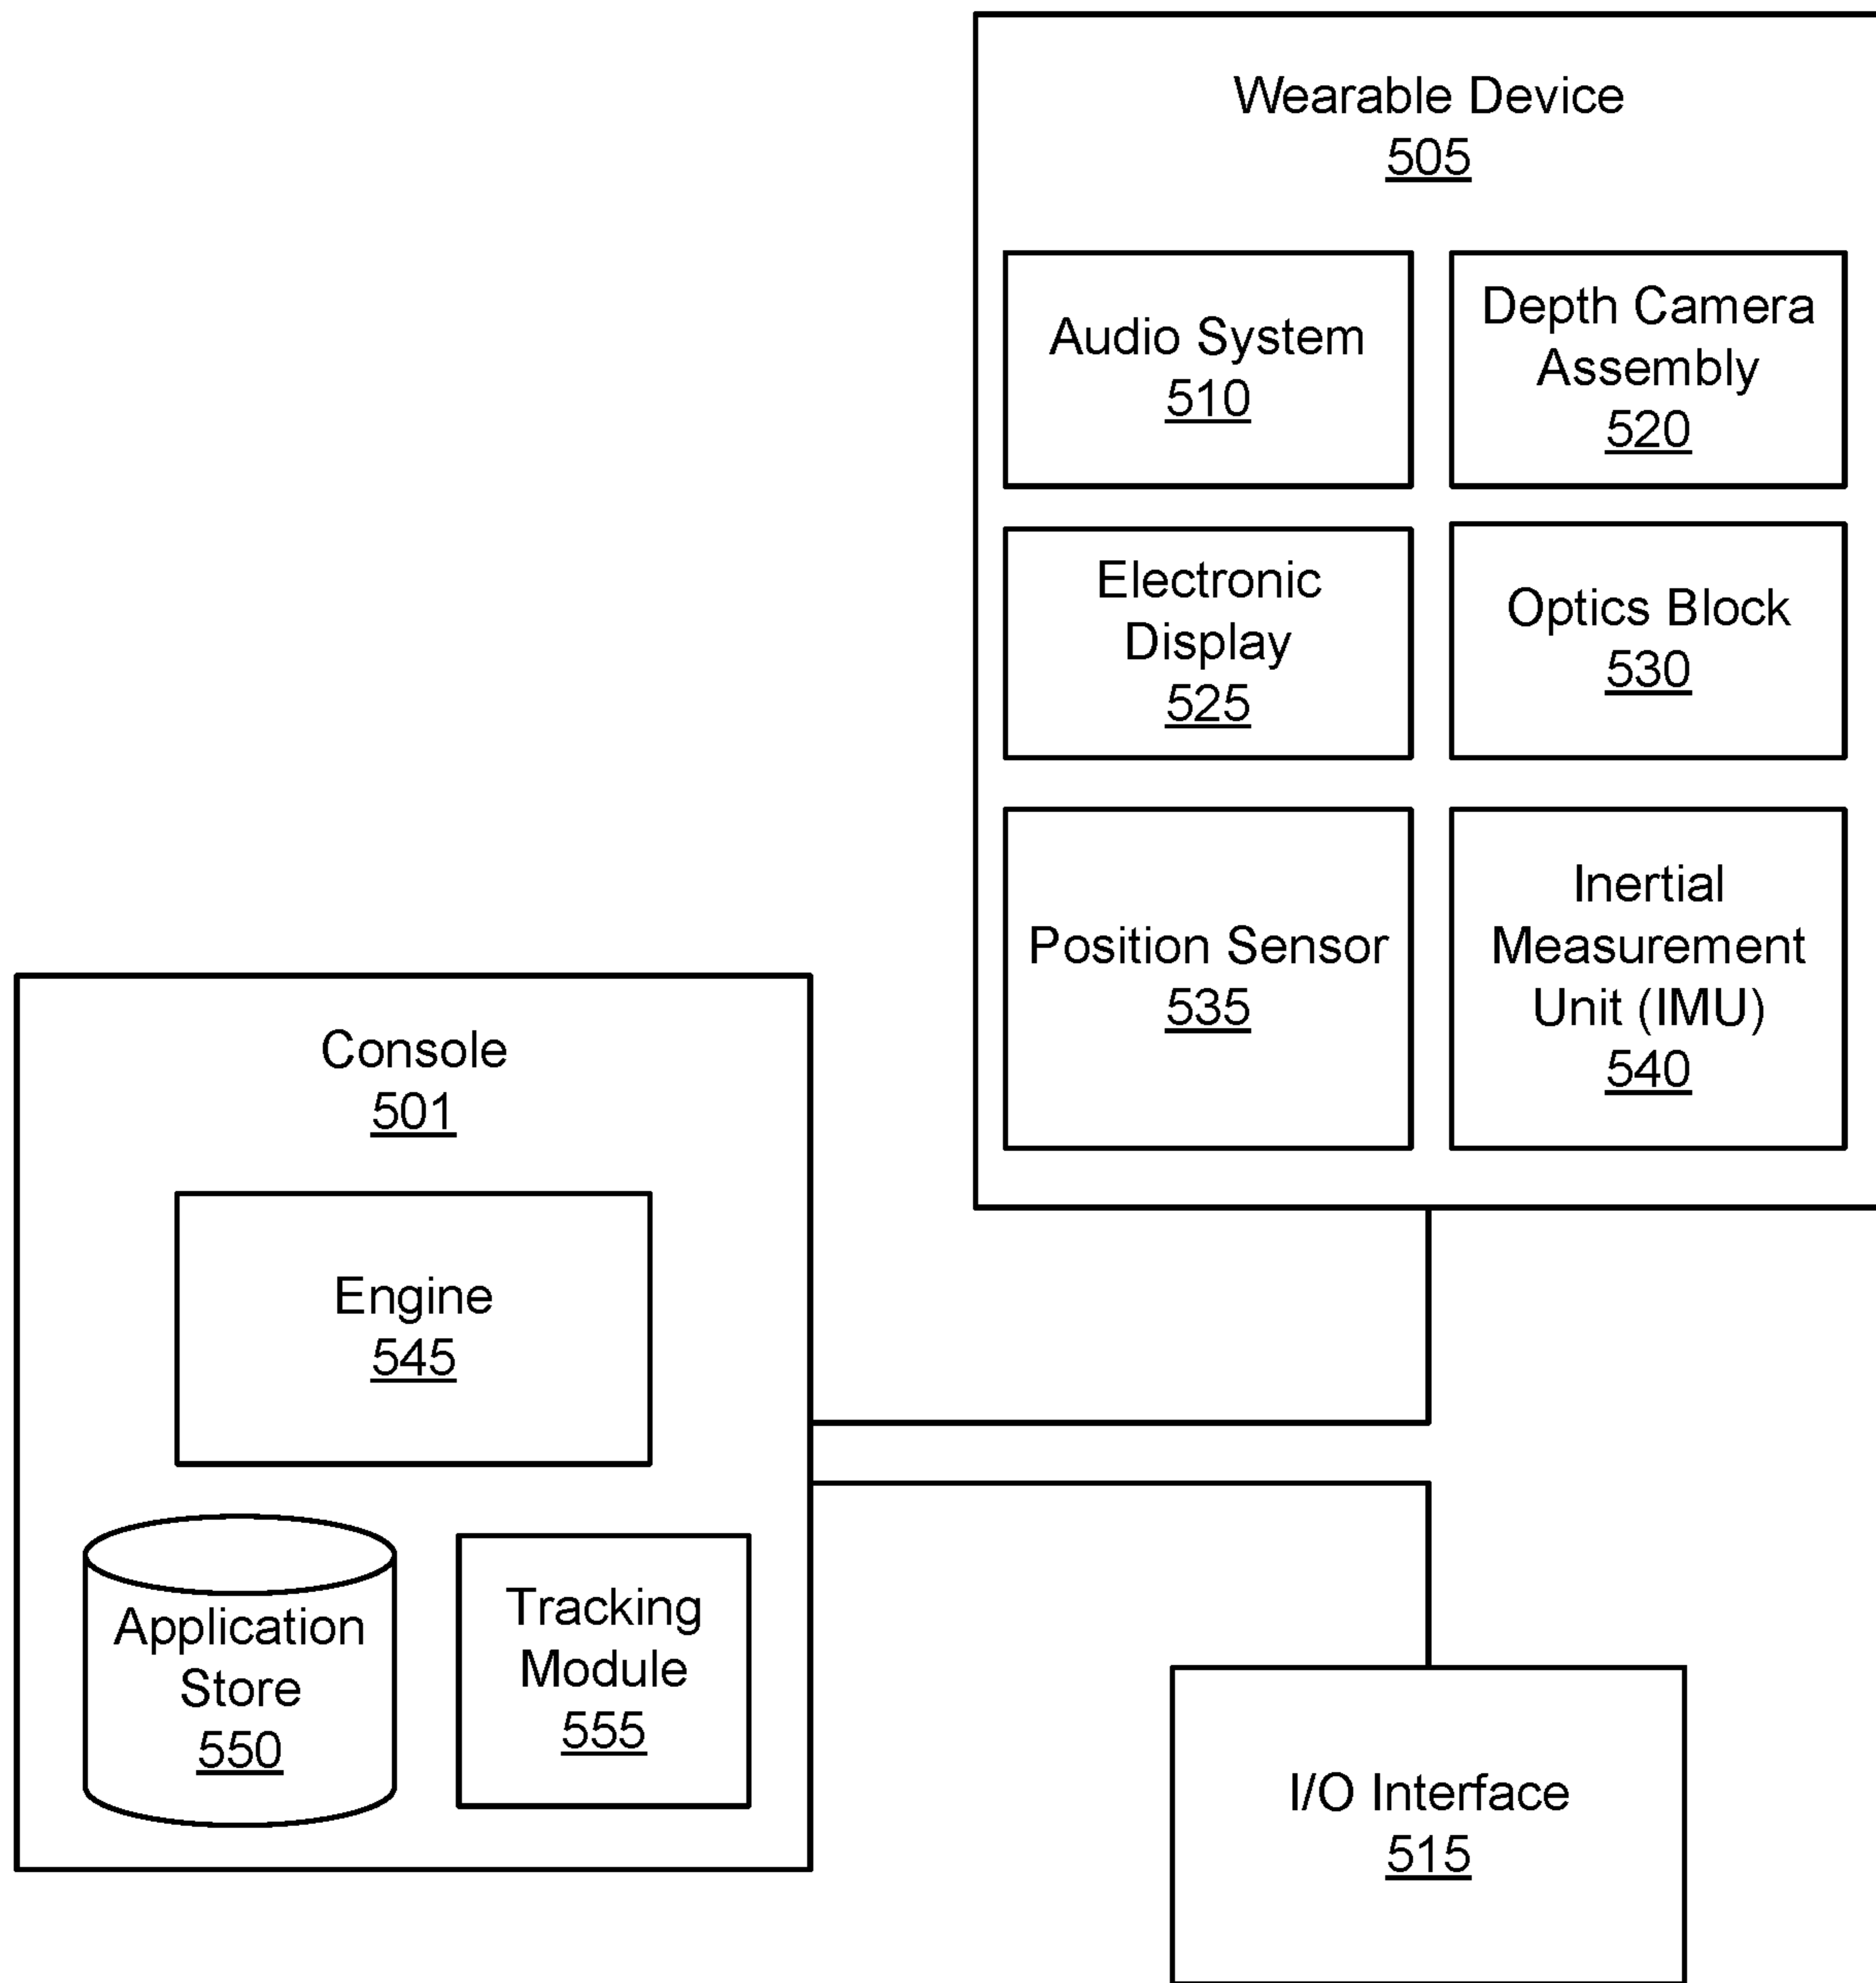 Wearable Device
505
Audio System
510
Depth Camera
Assembly
520
Electronic
Display
525
Optics Block
530
Position Sensor
535
Inertial
Measurement
Unit (IMU)
540
Console
501
Engine
545
Application
Store
550
Tracking
Module
555
I/O Interface
515